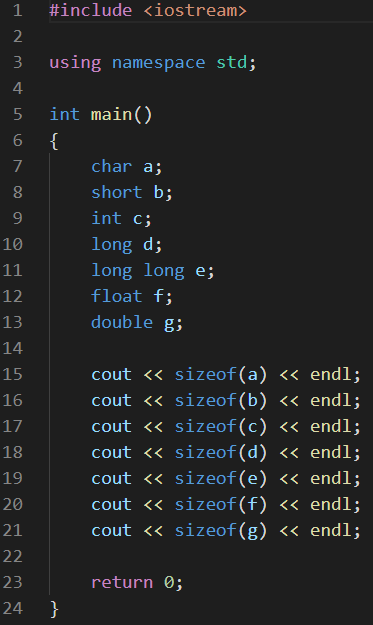 1 #include <iostream>
2
3 using namespace std;
4
5 int main()
6 {
7     char a;
8     short b;
9     int c;
10     long d;
11     long long e;
12     float f;
13     double g;
14
15     cout << sizeof(a) << endl;
16     cout << sizeof(b) << endl;
17     cout << sizeof(c) << endl;
18     cout << sizeof(d) << endl;
19     cout << sizeof(e) << endl;
20     cout << sizeof(f) << endl;
21     cout << sizeof(g) << endl;
22
23     return 0;
24 }